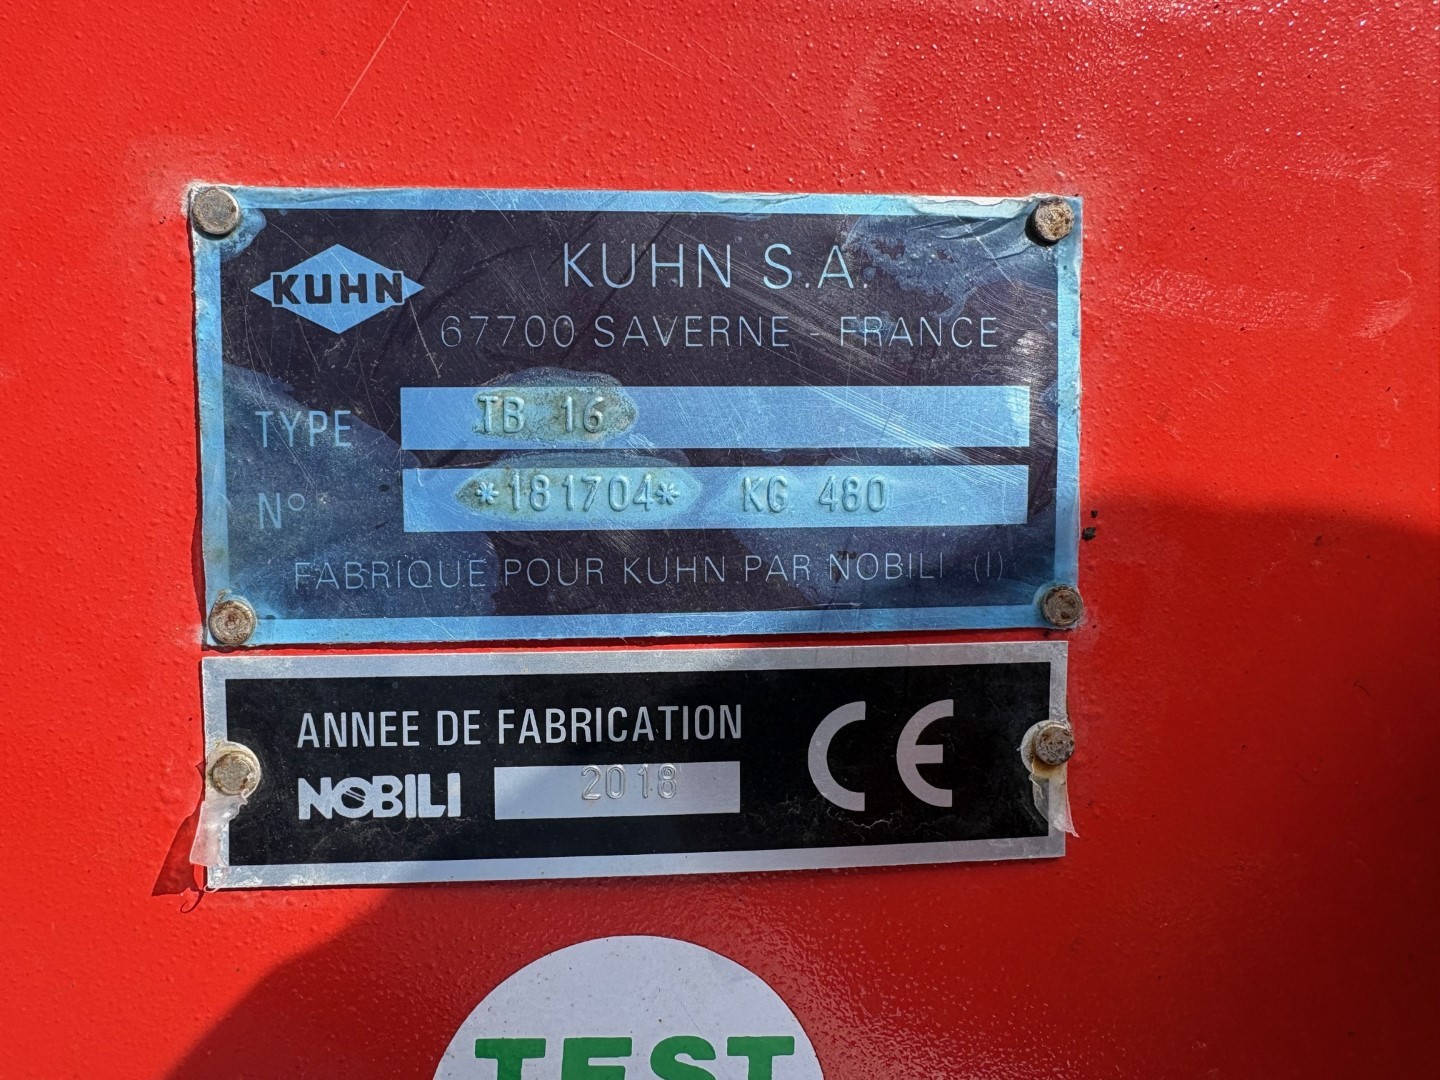 KUHN
KUHN S.A.
67700 SAVERNE - FRANCE
TYPE TB 16
N° *181704* KG 480
FABRIQUE POUR KUHN PAR NOBILI (I)
ANNEE DE FABRICATION
NOBILI 2018
CE
TEST